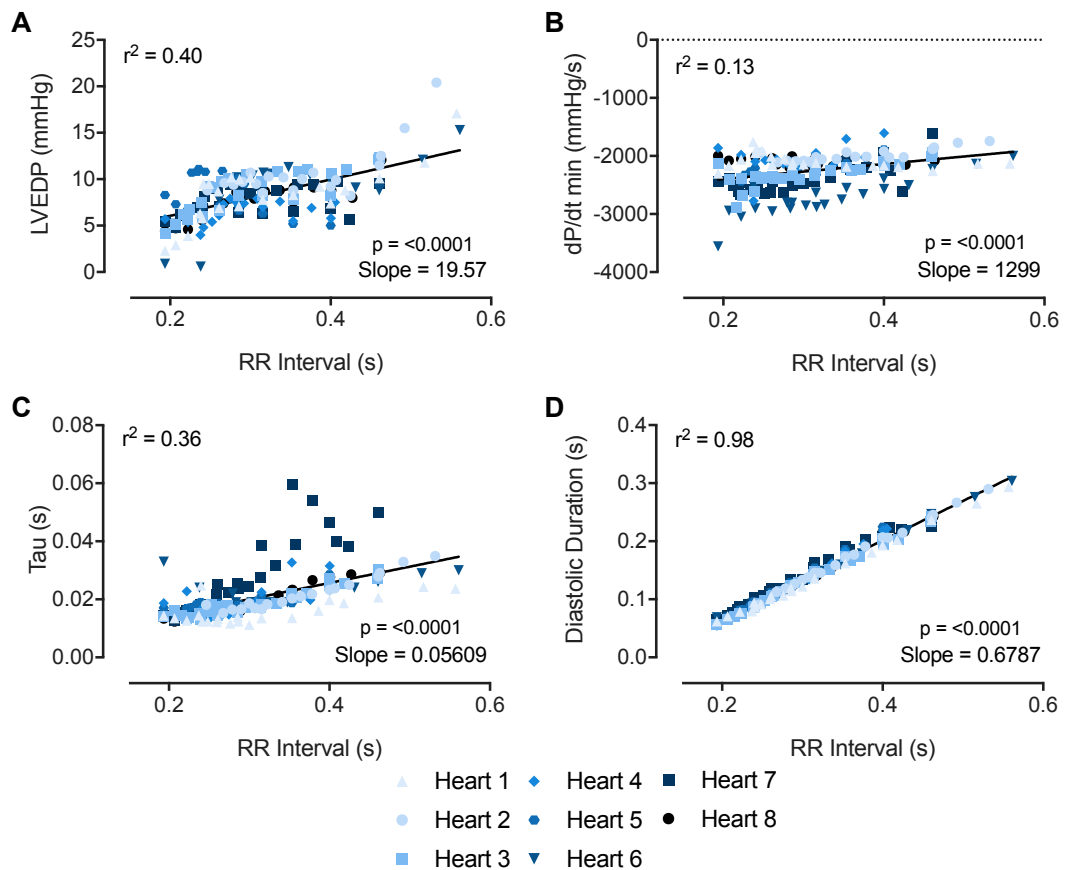 A
r² = 0.40
LVEDP (mmHg)
25
20
15
10
5
0
p = <0.0001
Slope = 19.57
0.2 0.4 0.6
RR Interval (s)
B
r² = 0.13
dP/dt min (mmHg/s)
0
-1000
-2000
-3000
-4000
p = <0.0001
Slope = 1299
0.2 0.4 0.6
RR Interval (s)
C
r² = 0.36
Tau (s)
0.08
0.06
0.04
0.02
0.00
p = <0.0001
Slope = 0.05609
0.2 0.4 0.6
RR Interval (s)
D
r² = 0.98
Diastolic Duration (s)
0.4
0.3
0.2
0.1
0.0
p = <0.0001
Slope = 0.6787
0.2 0.4 0.6
RR Interval (s)
Heart 1 Heart 4 Heart 7
Heart 2 Heart 5 Heart 8
Heart 3 Heart 6